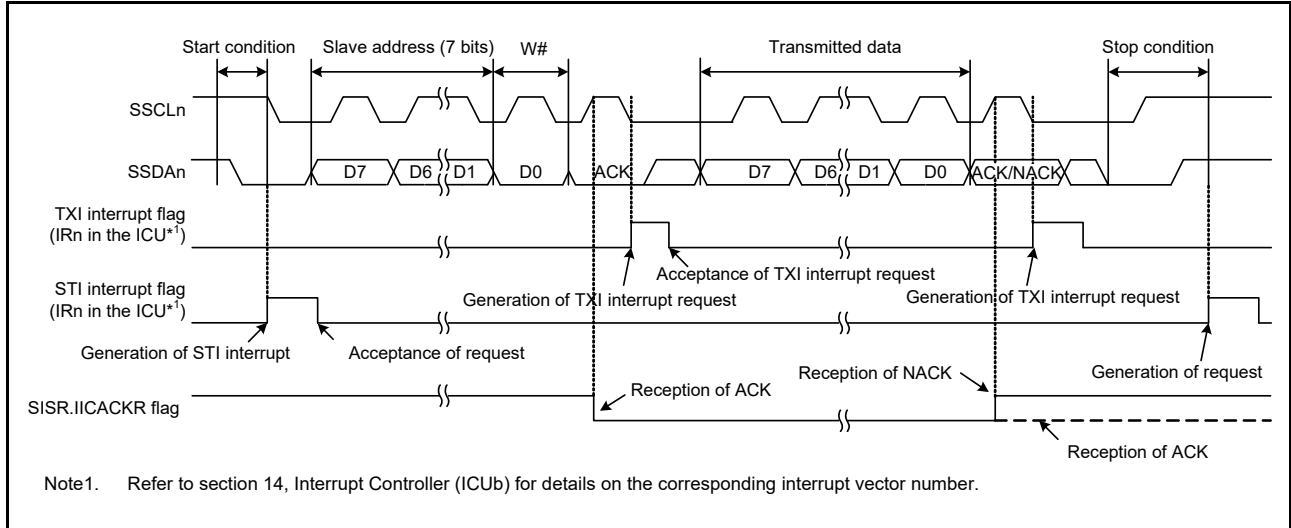 Start condition
Slave address (7 bits)
W#
Transmitted data
Stop condition
SSCLn
SSDAn
D7
D6
D1
D0
ACK
D7
D6
D1
D0
ACK/NACK
TXI interrupt flag
(IRn in the ICU*1)
Acceptance of TXI interrupt request
Generation of TXI interrupt request
Generation of TXI interrupt request
STI interrupt flag
(IRn in the ICU*1)
Generation of STI interrupt
Acceptance of request
Generation of request
Reception of NACK
Reception of ACK
SISR.IICACKR flag
Reception of ACK
Note1. Refer to section 14, Interrupt Controller (ICUb) for details on the corresponding interrupt vector number.